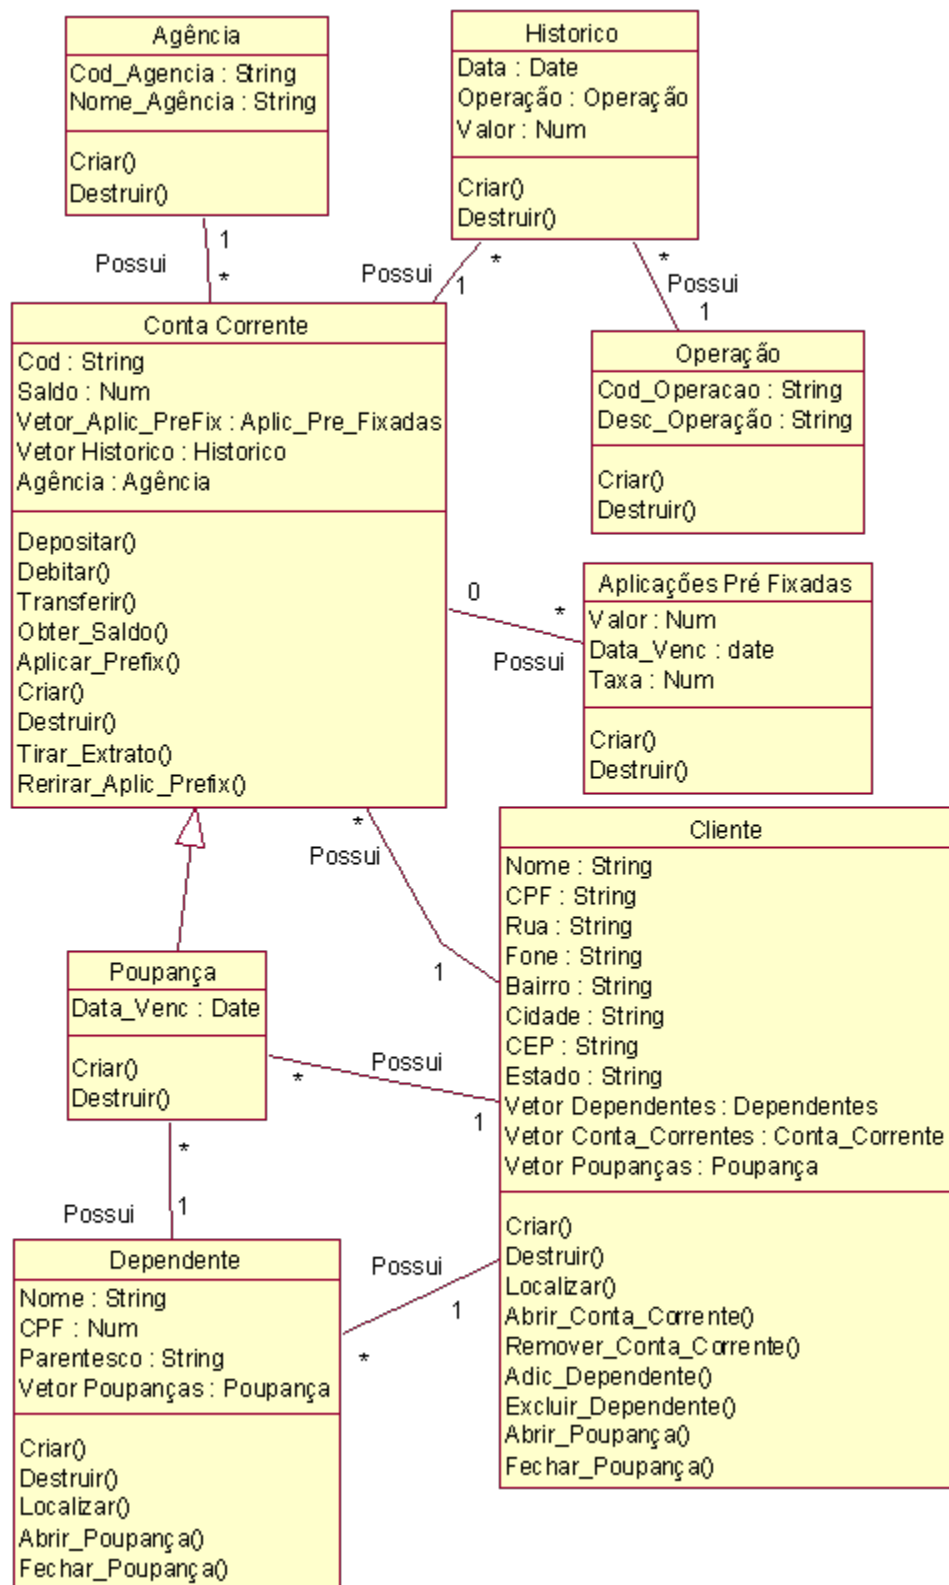 Agência
Cod_Agencia : String
Nome_Agência : String
Criar()
Destruir()
Historico
Data : Date
Operação : Operação
Valor : Num
Criar()
Destruir()
1
Possui
*
Possui
*
1
*
Possui
1
Conta Corrente
Cod : String
Saldo : Num
Vetor_Aplic_PreFix : Aplic_Pre_Fixadas
Vetor Historico : Historico
Agência : Agência
Depositar()
Debitar()
Transferir()
Obter_Saldo()
Aplicar_Prefix()
Criar()
Destruir()
Tirar_Extrato()
Rerirar_Aplic_Prefix()
Operação
Cod_Operacao : String
Desc_Operação : String
Criar()
Destruir()
0
*
Possui
Aplicações Pré Fixadas
Valor : Num
Data_Venc : date
Taxa : Num
Criar()
Destruir()
*
Possui
1
Cliente
Nome : String
CPF : String
Rua : String
Fone : String
Bairro : String
Cidade : String
CEP : String
Estado : String
Vetor Dependentes : Dependentes
Vetor Conta_Correntes : Conta_Corrente
Vetor Poupanças : Poupança
Criar()
Destruir()
Localizar()
Abrir_Conta_Corrente()
Remover_Conta_Corrente()
Adic_Dependente()
Excluir_Dependente()
Abrir_Poupança()
Fechar_Poupança()
Poupança
Data_Venc : Date
Criar()
Destruir()
Possui
*
1
*
Possui
1
Possui
1
*
Dependente
Nome : String
CPF : Num
Parentesco : String
Vetor Poupanças : Poupança
Criar()
Destruir()
Localizar()
Abrir_Poupança()
Fechar_Poupança()